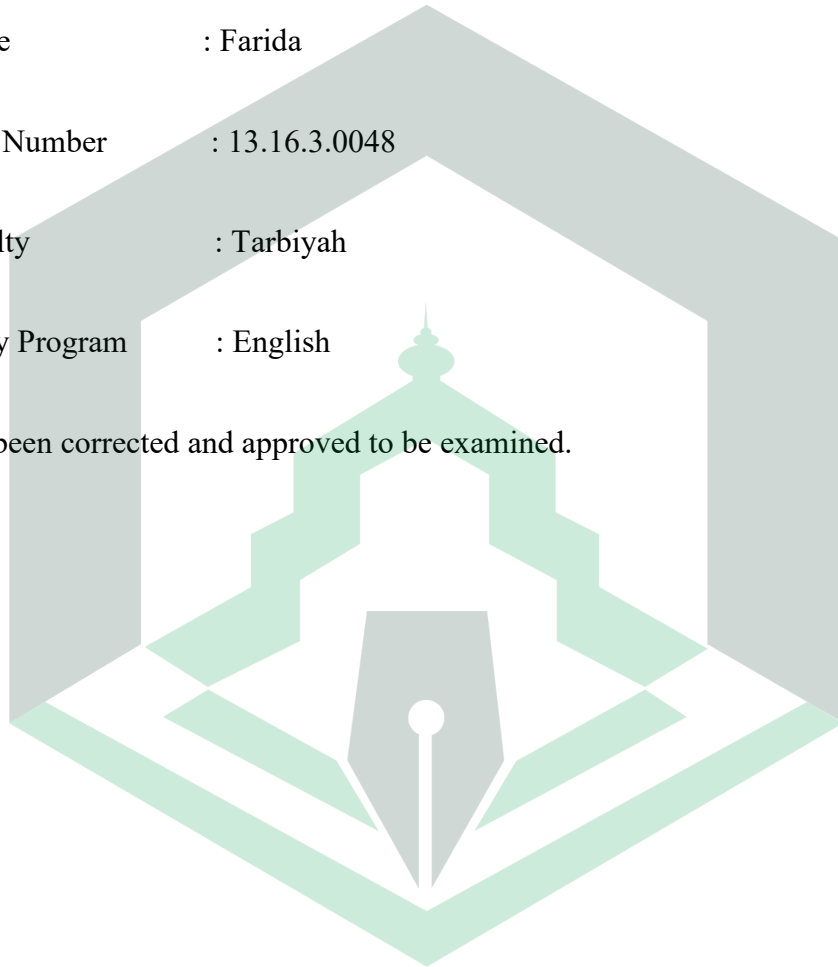 e : Farida
Number : 13.16.3.0048
lty : Tarbiyah
y Program : English
been corrected and approved to be examined.